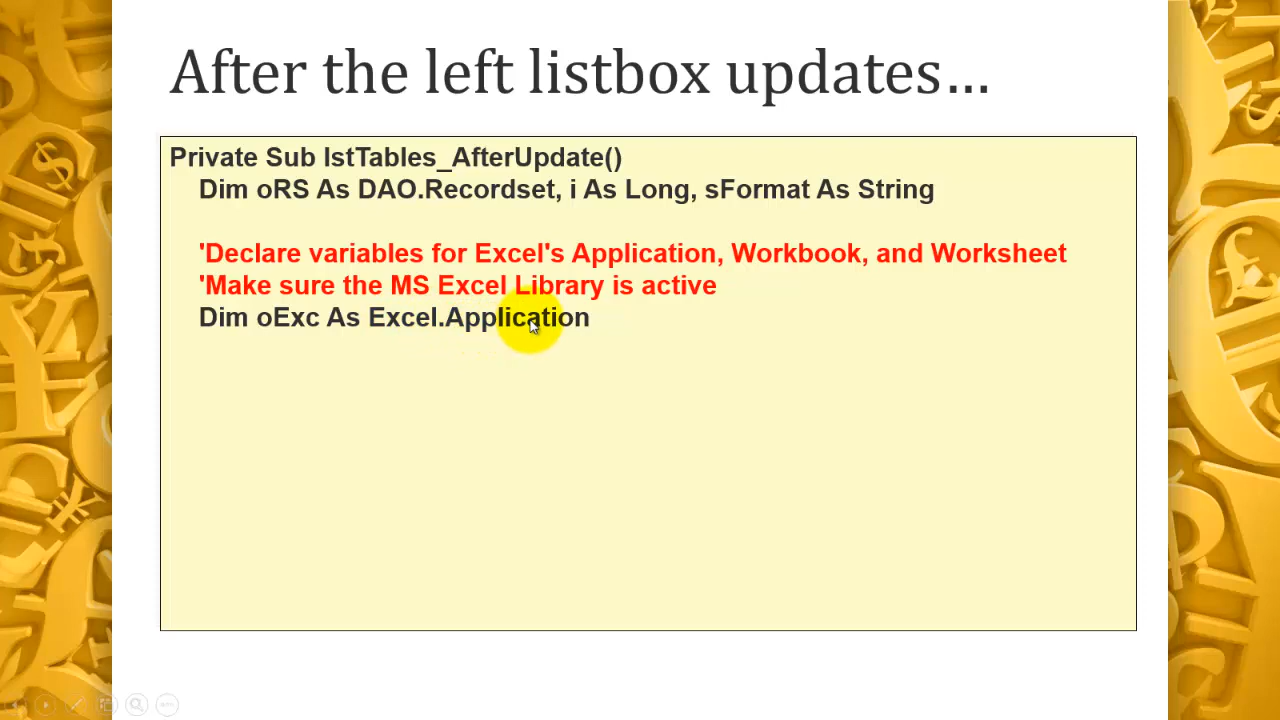 After the left listbox updates…
Private Sub lstTables_AfterUpdate()
Dim oRS As DAO.Recordset, i As Long, sFormat As String
'Declare variables for Excel's Application, Workbook, and Worksheet
'Make sure the MS Excel Library is active
Dim oExc As Excel.Application